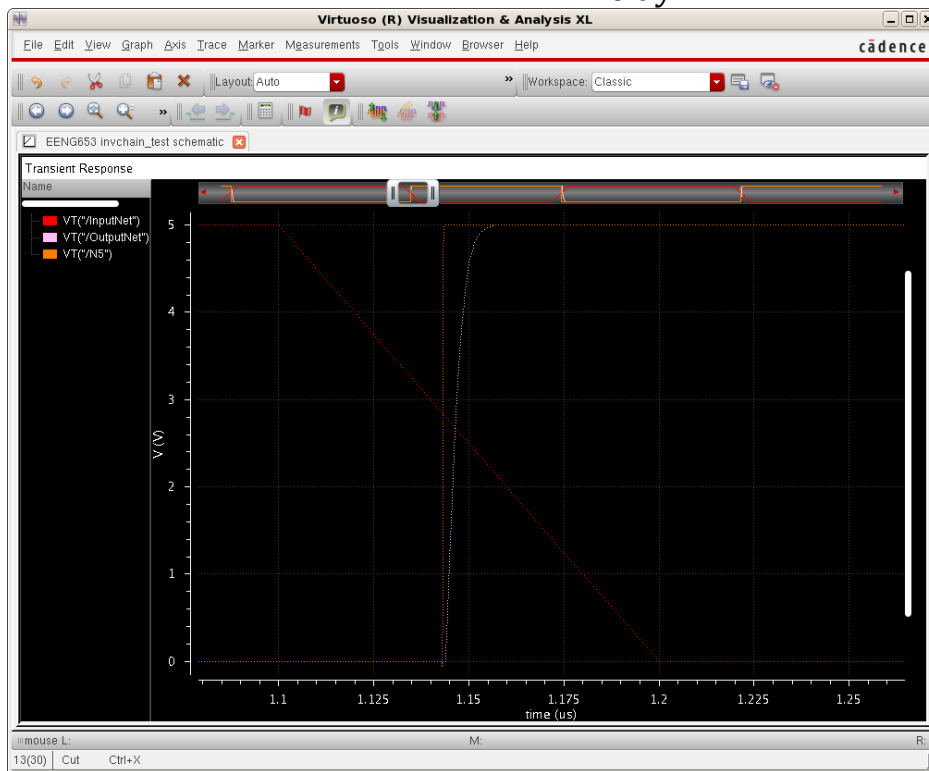 Virtuoso (R) Visualization & Analysis XL
File Edit View Graph Axis Trace Marker Measurements Tools Window Browser Help
cādence
Layout: Auto » Workspace: Classic
»
EENG653 invchain_test schematic
Transient Response
Name
VT("/InputNet")
VT("/OutputNet")
VT("/N5")
5
4
3
2
1
0
V (V)
1.1 1.125 1.15 1.175 1.2 1.225 1.25
time (us)
mouse L: M: R:
13(30) Cut Ctrl+X